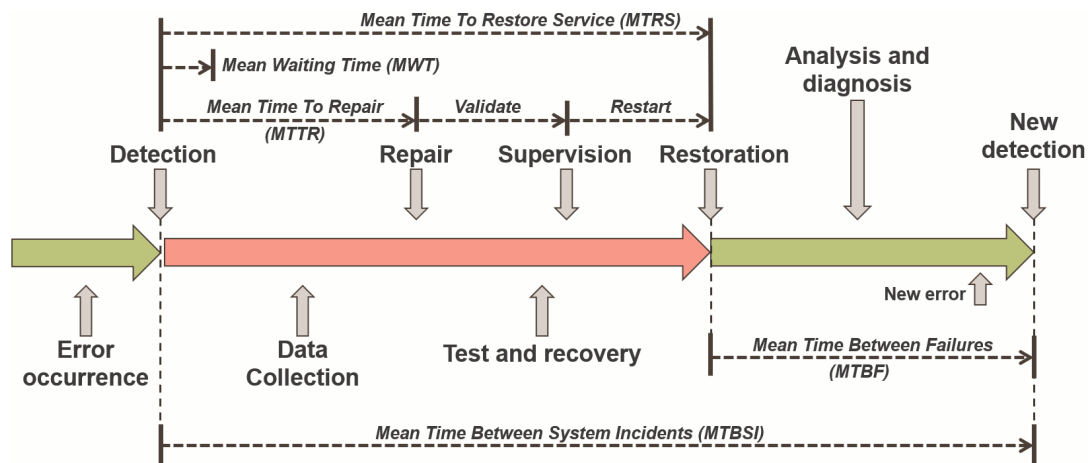 Mean Time To Restore Service (MTRS)
Mean Waiting Time (MWT)
Mean Time To Repair
(MTTR)
Validate
Restart
Analysis and
diagnosis
Detection
Repair
Supervision
Restoration
New
detection
New error
Error
occurrence
Data
Collection
Test and recovery
Mean Time Between Failures
(MTBF)
Mean Time Between System Incidents (MTBSI)